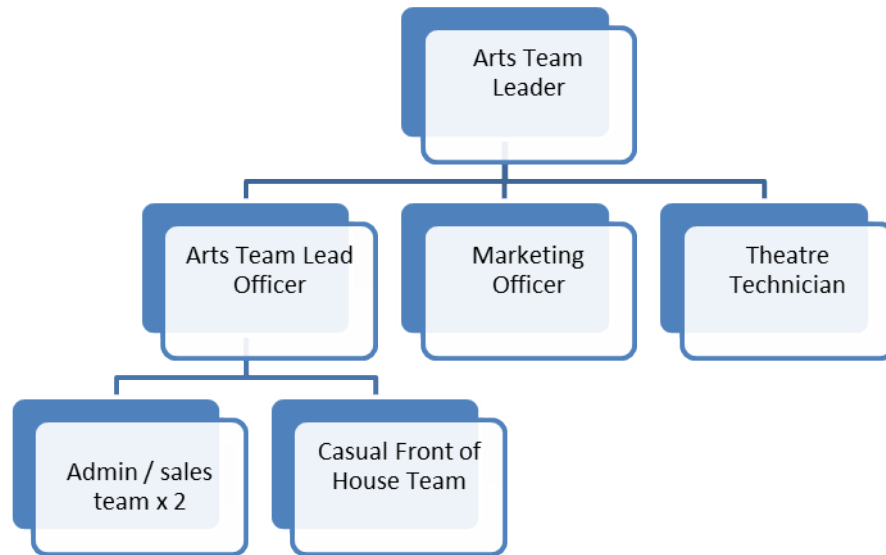 Arts Team
Leader
Arts Team Lead
Officer
Marketing
Officer
Theatre
Technician
Admin / sales
team x 2
Casual Front of
House Team